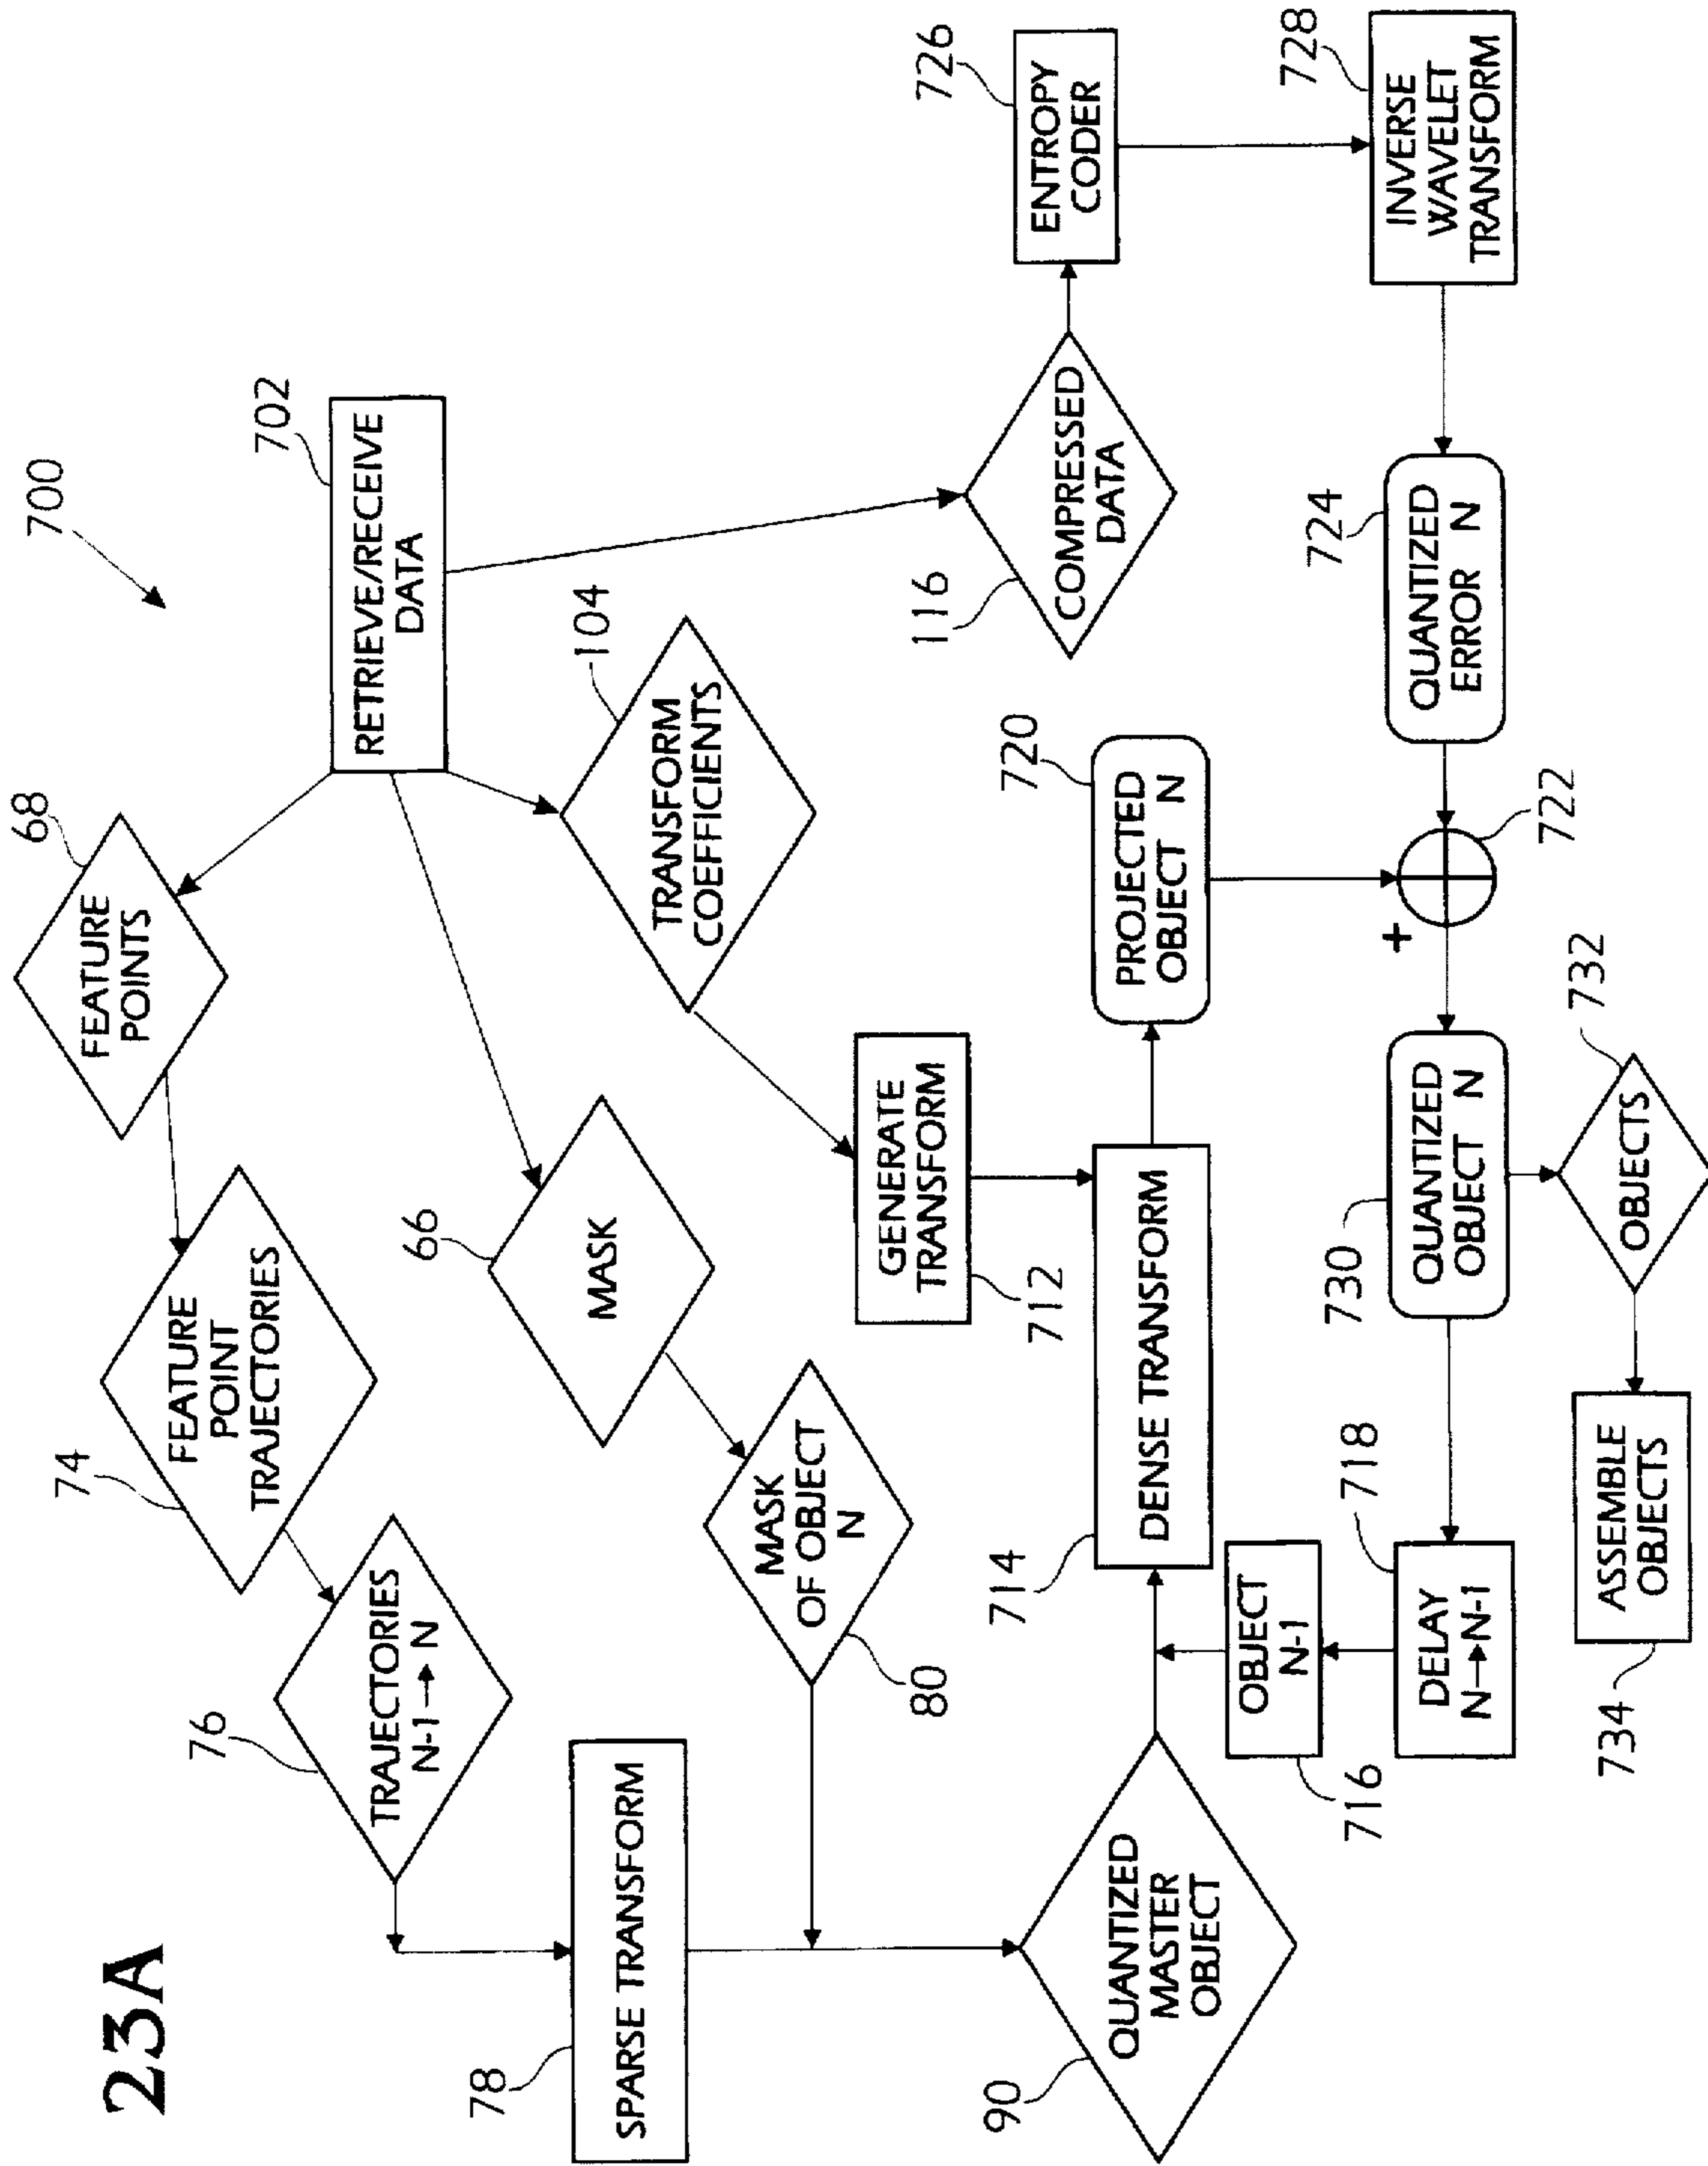 23A
700
702
RETRIEVE/RECEIVE
DATA
68
FEATURE
POINTS
74
FEATURE
POINT
TRAJECTORIES
76
TRAJECTORIES
N-1→N
78
SPARSE TRANSFORM
66
MASK
MASK
OF OBJECT
N
80
104
TRANSFORM
COEFFICIENTS
GENERATE
TRANSFORM
712
116
COMPRESSED
DATA
726
ENTROPY
CODER
728
INVERSE
WAVELET
TRANSFORM
90
QUANTIZED
MASTER
OBJECT
714
DENSE TRANSFORM
720
PROJECTED
OBJECT N
724
QUANTIZED
ERROR N
+
722
OBJECT
N-1
716
718
DELAY
N→N-1
730
QUANTIZED
OBJECT N
732
OBJECTS
734
ASSEMBLE
OBJECTS